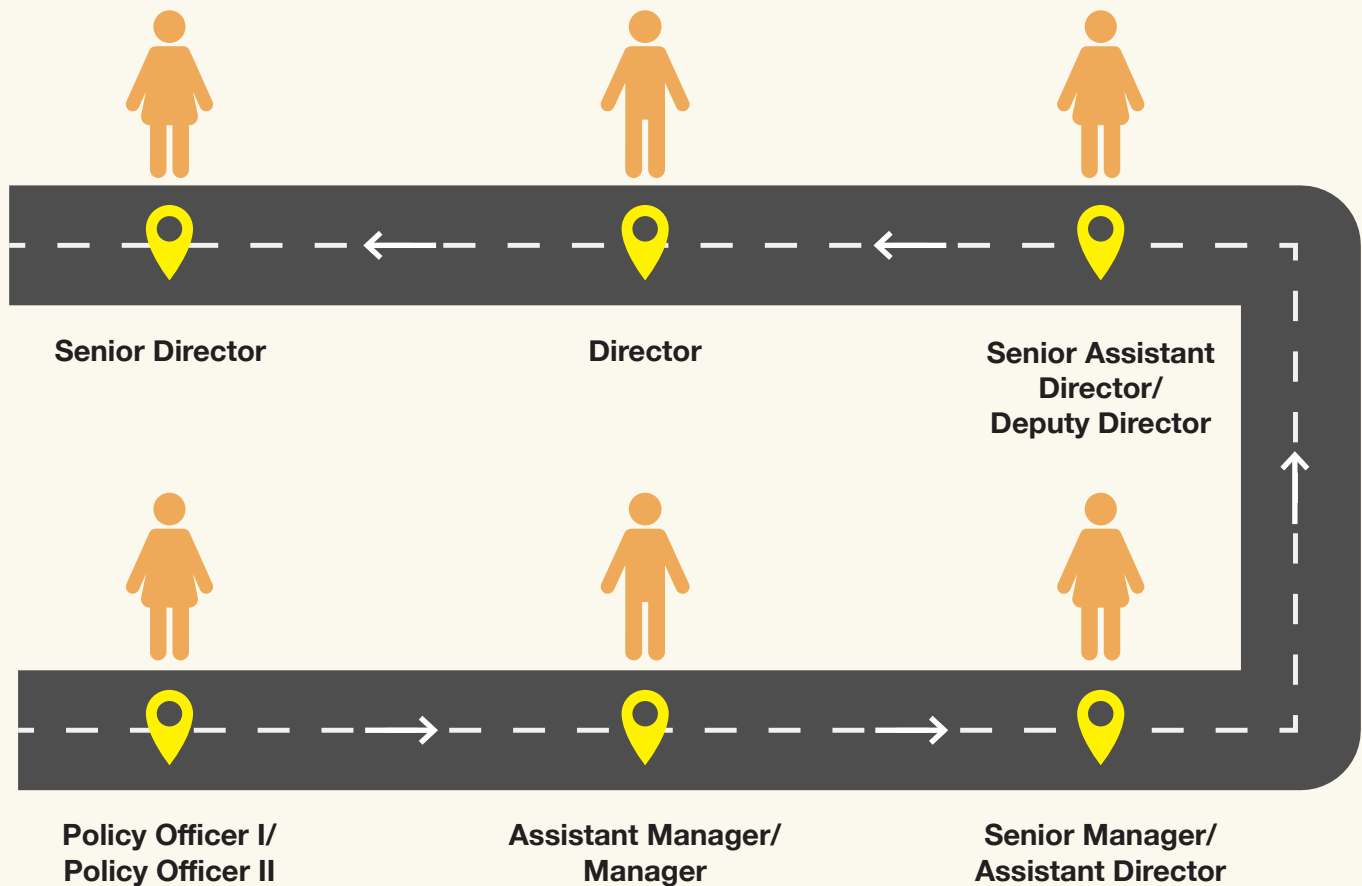 Senior Director
Director
Senior Assistant
Director/
Deputy Director
Policy Officer I/
Policy Officer II
Assistant Manager/
Manager
Senior Manager/
Assistant Director